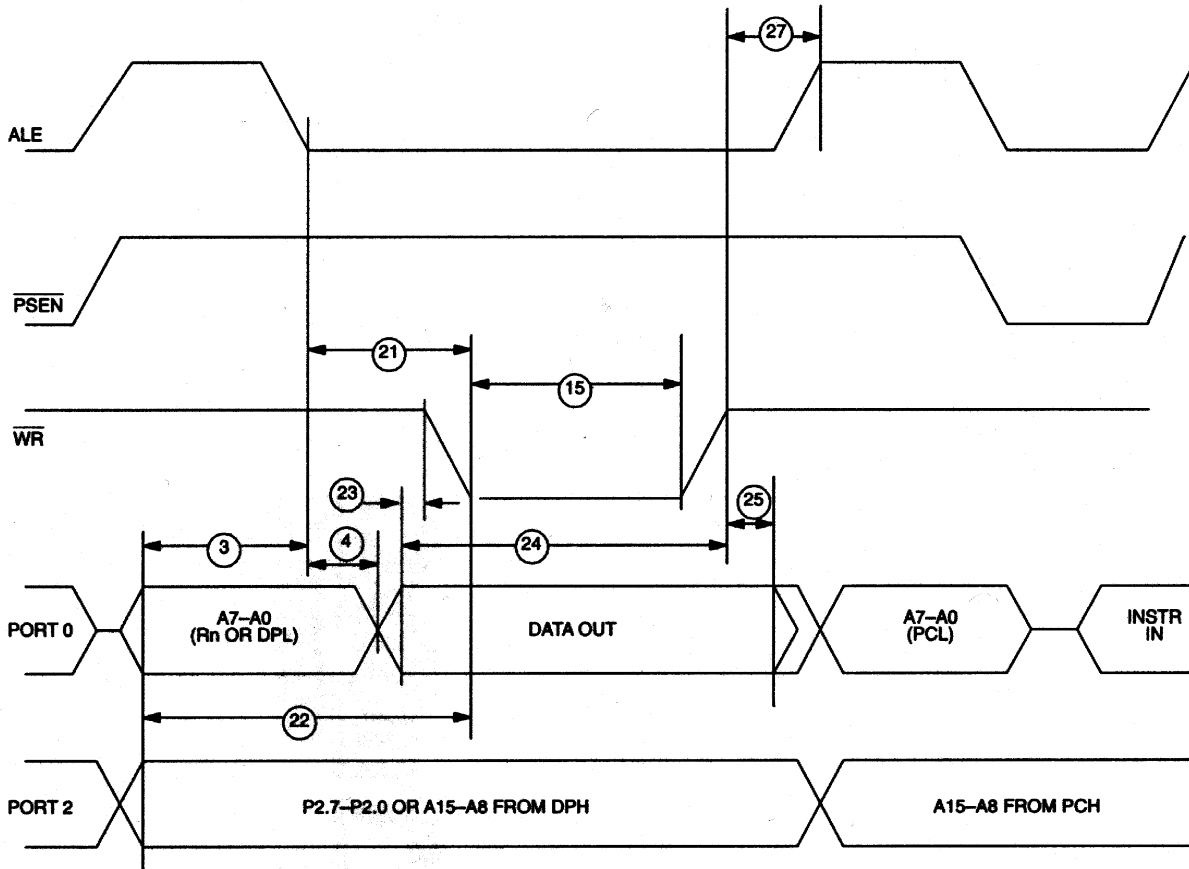 27
ALE
PSEN
21
15
WR
23
25
3
4
24
PORT 0
A7–A0
(Rn OR DPL)
DATA OUT
A7–A0
(PCL)
INSTR
IN
22
PORT 2
P2.7–P2.0 OR A15–A8 FROM DPH
A15–A8 FROM PCH